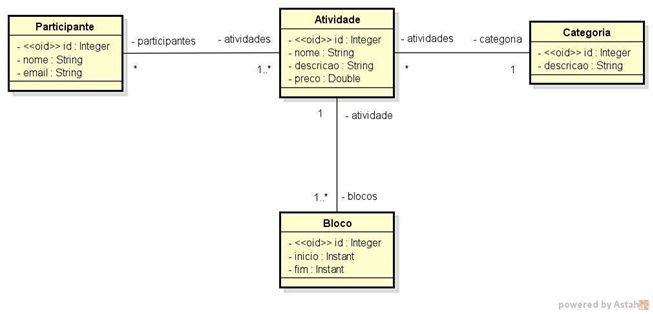 Participante
- <<oid>> id : Integer
- nome : String
- email : String
- participantes
*
- atividades
1..*
Atividade
- <<oid>> id : Integer
- nome : String
- descricao : String
- preco : Double
- atividades
*
- categoria
1
Categoria
- <<oid>> id : Integer
- descricao : String
1
- atividade
1..*
- blocos
Bloco
- <<oid>> id : Integer
- inicio : Instant
- fim : Instant
powered by Astah